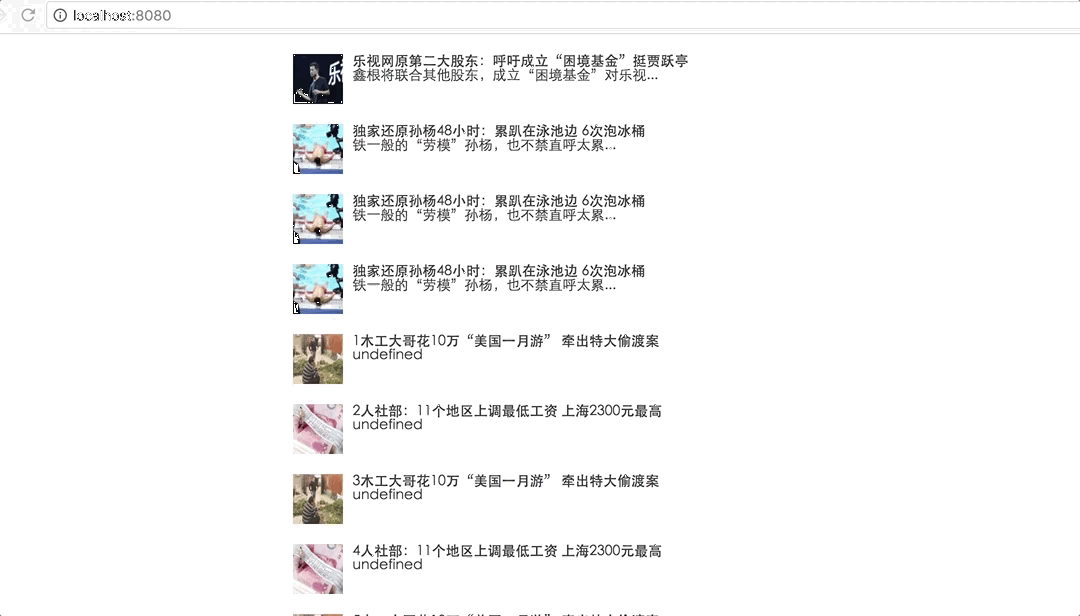 localhost:8080
乐视网原第二大股东：呼吁成立“困境基金”挺贾跃亭
鑫根将联合其他股东，成立“困境基金”对乐视...
独家还原孙杨48小时：累趴在泳池边 6次泡冰桶
铁一般的“劳模”孙杨，也不禁直呼太累...
独家还原孙杨48小时：累趴在泳池边 6次泡冰桶
铁一般的“劳模”孙杨，也不禁直呼太累...
独家还原孙杨48小时：累趴在泳池边 6次泡冰桶
铁一般的“劳模”孙杨，也不禁直呼太累...
1木工大哥花10万“美国一月游” 牵出特大偷渡案
undefined
2人社部：11个地区上调最低工资 上海2300元最高
undefined
3木工大哥花10万“美国一月游” 牵出特大偷渡案
undefined
4人社部：11个地区上调最低工资 上海2300元最高
undefined